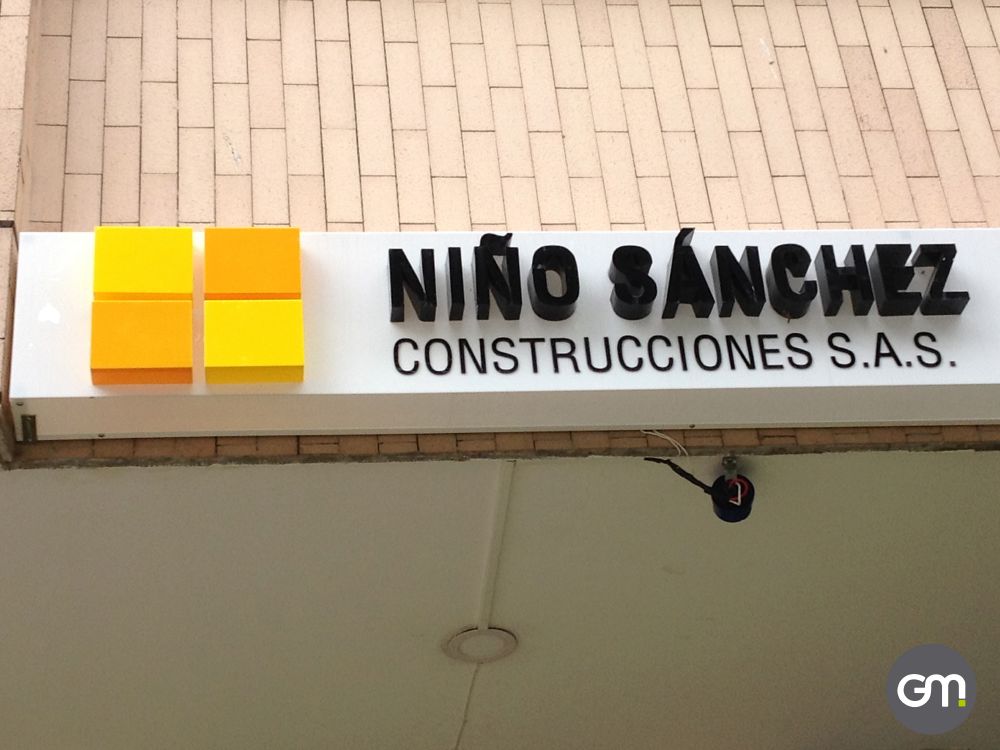 NIÑO SÁNCHEZ
CONSTRUCCIONES S.A.S.
GM.